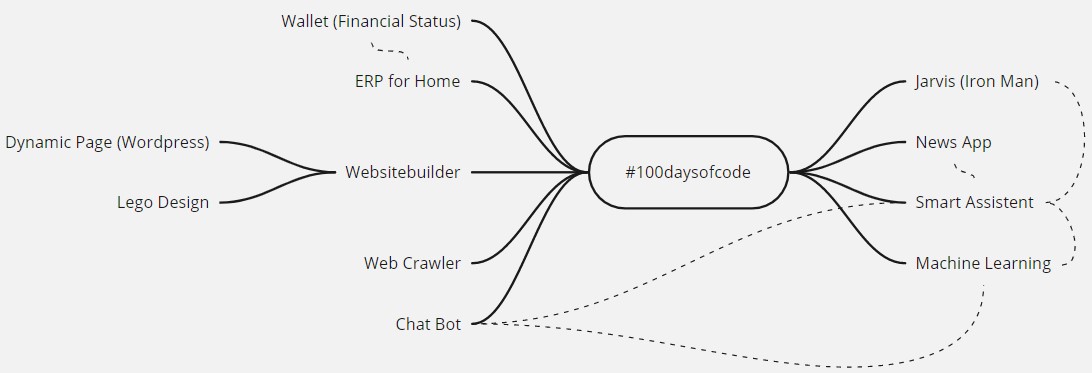 Wallet (Financial Status)
ERP for Home
Dynamic Page (Wordpress)
Websitebuilder
Lego Design
Web Crawler
Chat Bot
#100daysofcode
Jarvis (Iron Man)
News App
Smart Assistent
Machine Learning